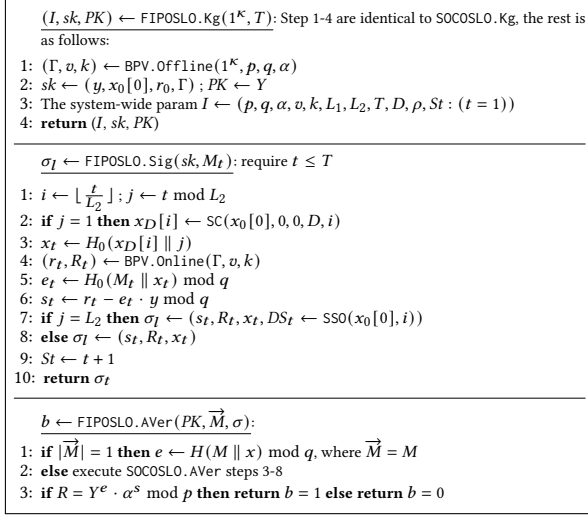 (I, sk, PK) ← FIPOSLO.Kg(1^κ, T): Step 1-4 are identical to SOCOSLO.Kg, the rest is
as follows:
1: (Γ, v, k) ← BPV.Offline(1^κ, p, q, α)
2: sk ← (y, x_0[0], r_0, Γ) ; PK ← Y
3: The system-wide param I ← (p, q, α, v, k, L_1, L_2, T, D, ρ, St : (t = 1))
4: return (I, sk, PK)
σ_l ← FIPOSLO.Sig(sk, M_t): require t ≤ T
1: i ← ⌊ t/L_2 ⌋ ; j ← t mod L_2
2: if j = 1 then x_D[i] ← SC(x_0[0], 0, 0, D, i)
3: x_t ← H_0(x_D[i] ∥ j)
4: (r_t, R_t) ← BPV.Online(Γ, v, k)
5: e_t ← H_0(M_t ∥ x_t) mod q
6: s_t ← r_t − e_t · y mod q
7: if j = L_2 then σ_l ← (s_t, R_t, x_t, DS_t ← SSO(x_0[0], i))
8: else σ_l ← (s_t, R_t, x_t)
9: St ← t + 1
10: return σ_t
b ← FIPOSLO.AVer(PK, M⃗, σ):
1: if |M⃗| = 1 then e ← H(M ∥ x) mod q, where M⃗ = M
2: else execute SOCOSLO.AVer steps 3-8
3: if R = Y^e · α^s mod p then return b = 1 else return b = 0